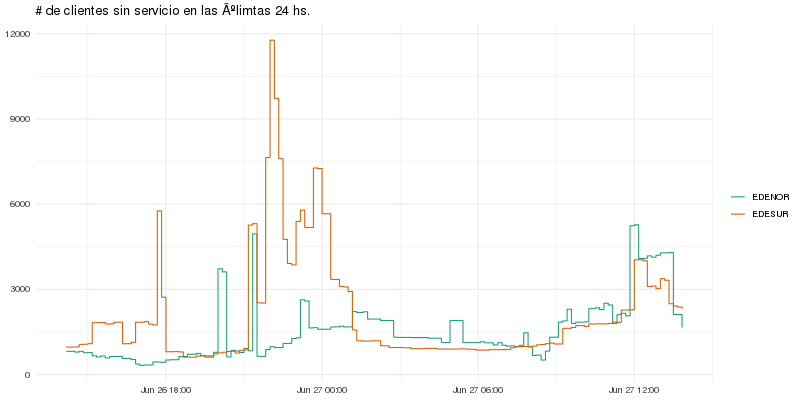 # de clientes sin servicio en las Ãºlimtas 24 hs.
12000
9000
6000
3000
0
Jun 26 18:00
Jun 27 00:00
Jun 27 06:00
Jun 27 12:00
EDENOR
EDESUR